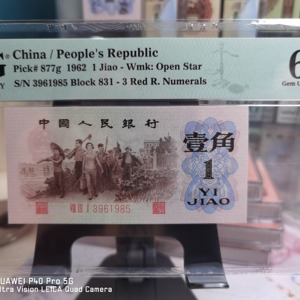 China / People's Republic
Pick# 877g 1962 1 Jiao - Wmk: Open Star
S/N 3961985 Block 831 - 3 Red R. Numerals
Gem U
中國人民銀行
壹角
1
YI
JIAO
3961985
HUAWEI P40 Pro 5G
Ultra Vision LEICA Quad Camera